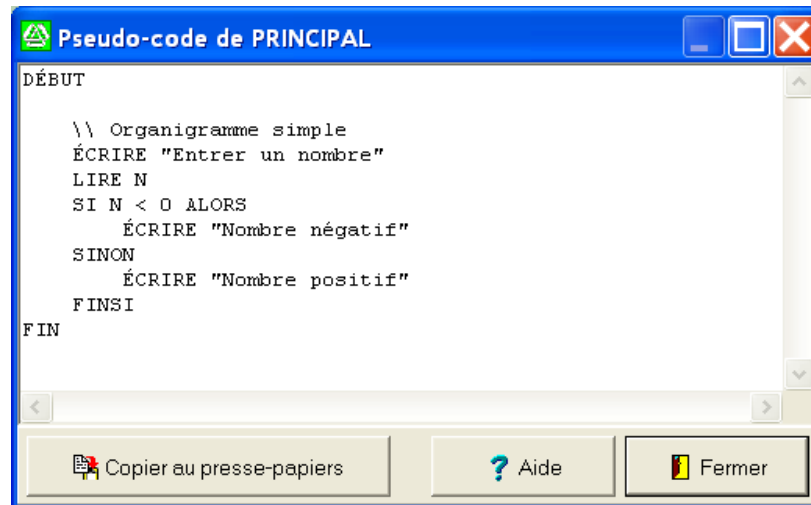 Pseudo-code de PRINCIPAL
DÉBUT
\\ Organigramme simple
ÉCRIRE "Entrer un nombre"
LIRE N
SI N < 0 ALORS
ÉCRIRE "Nombre négatif"
SINON
ÉCRIRE "Nombre positif"
FINSI
FIN
Copier au presse-papiers
Aide
Fermer